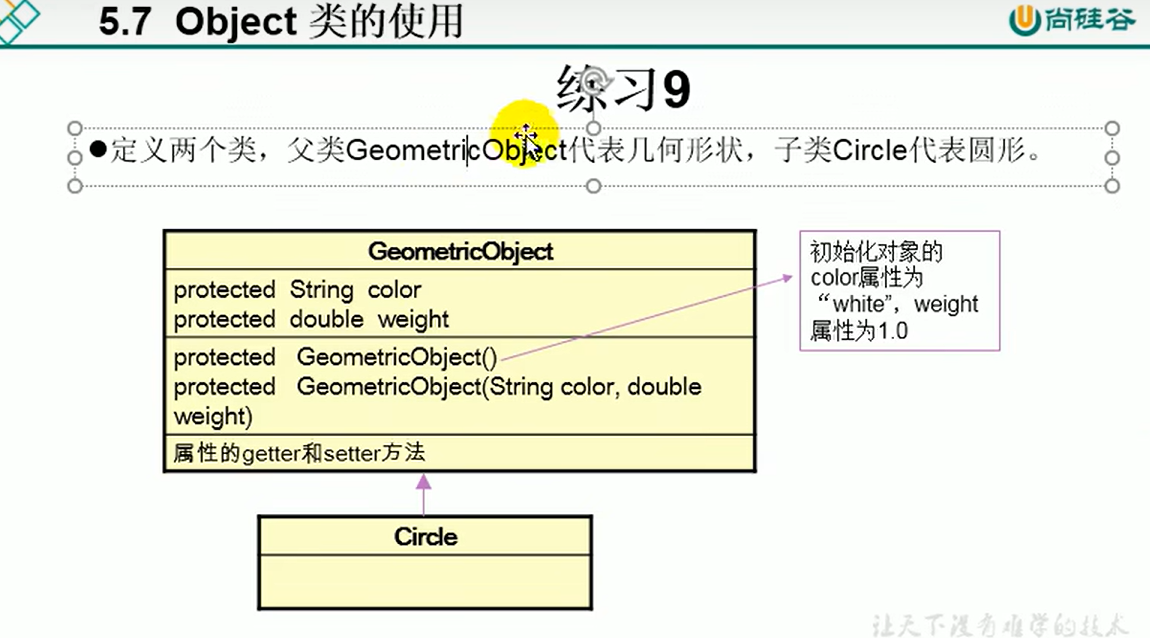 5.7 Object 类的使用
尚硅谷
练习9
●定义两个类，父类GeometricObject代表几何形状，子类Circle代表圆形。
GeometricObject
protected String color
protected double weight
protected GeometricObject()
protected GeometricObject(String color, double
weight)
属性的getter和setter方法
初始化对象的
color属性为
“white”，weight
属性为1.0
Circle
让天下没有难学的技术